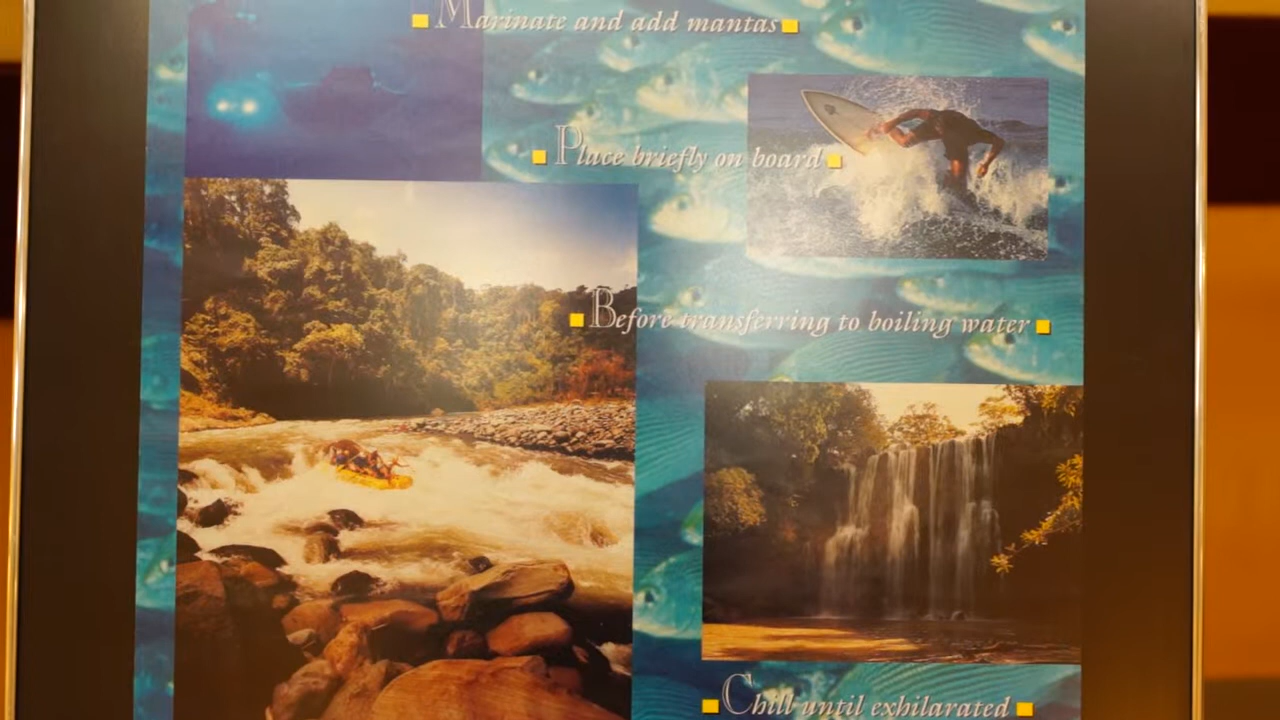 Marinate and add mantas
Place briefly on board
Before transferring to boiling water
Chill until exhilarated